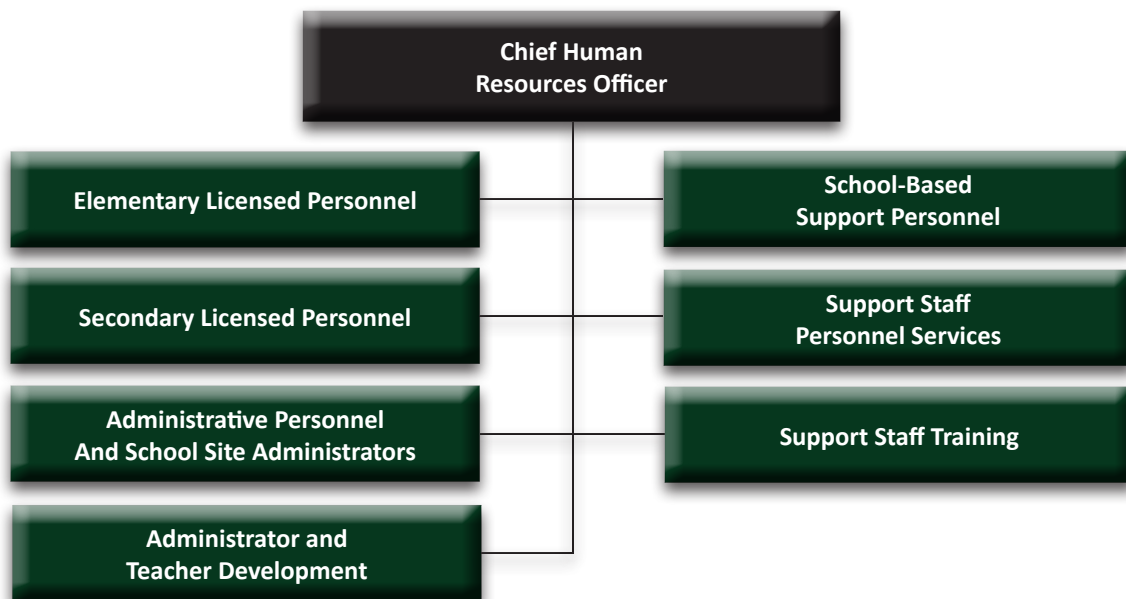 Chief Human
Resources Officer
Elementary Licensed Personnel
School-Based
Support Personnel
Secondary Licensed Personnel
Support Staff
Personnel Services
Administrative Personnel
And School Site Administrators
Support Staff Training
Administrator and
Teacher Development